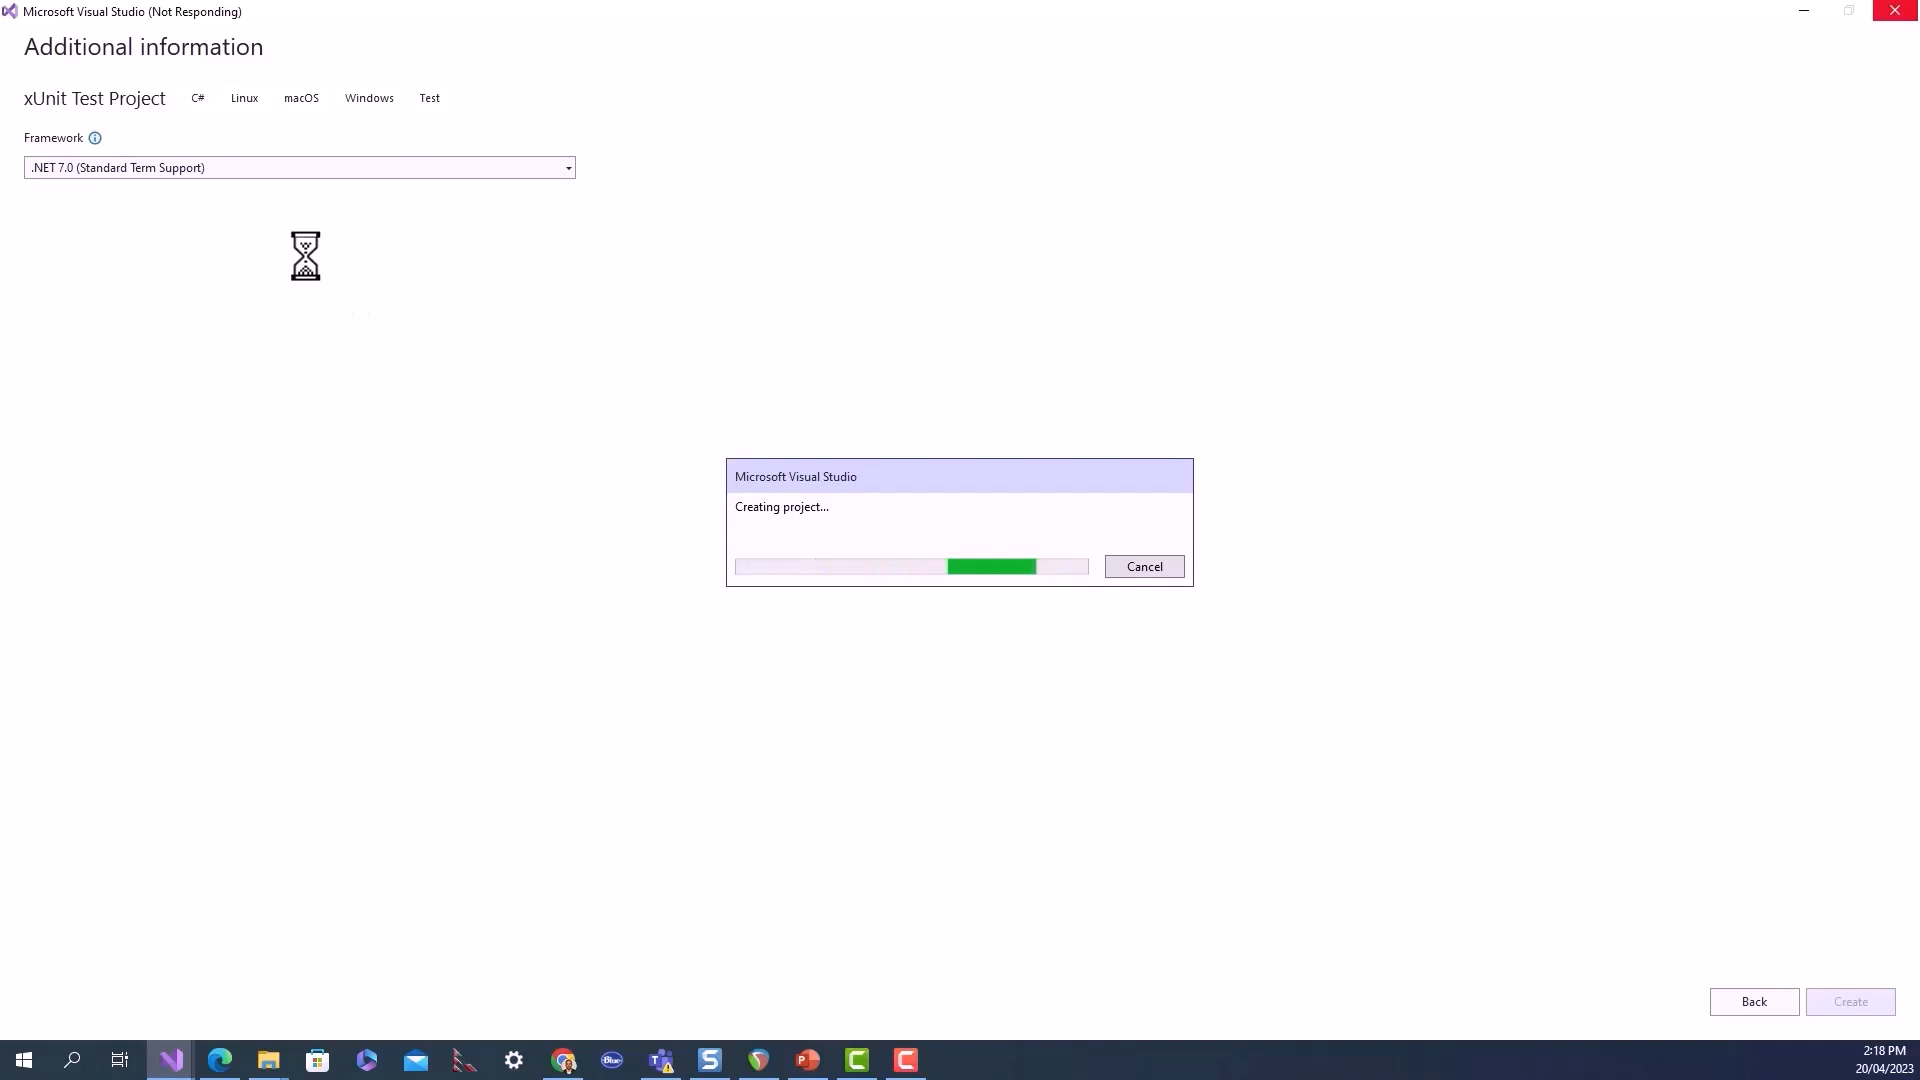 Microsoft Visual Studio (Not Responding)
Additional information
xUnit Test Project C# Linux macOS Windows Test
Framework
.NET 7.0 (Standard Term Support)
Microsoft Visual Studio
Creating project...
Cancel
Back Create
Blue
2:18 PM
20/04/2023